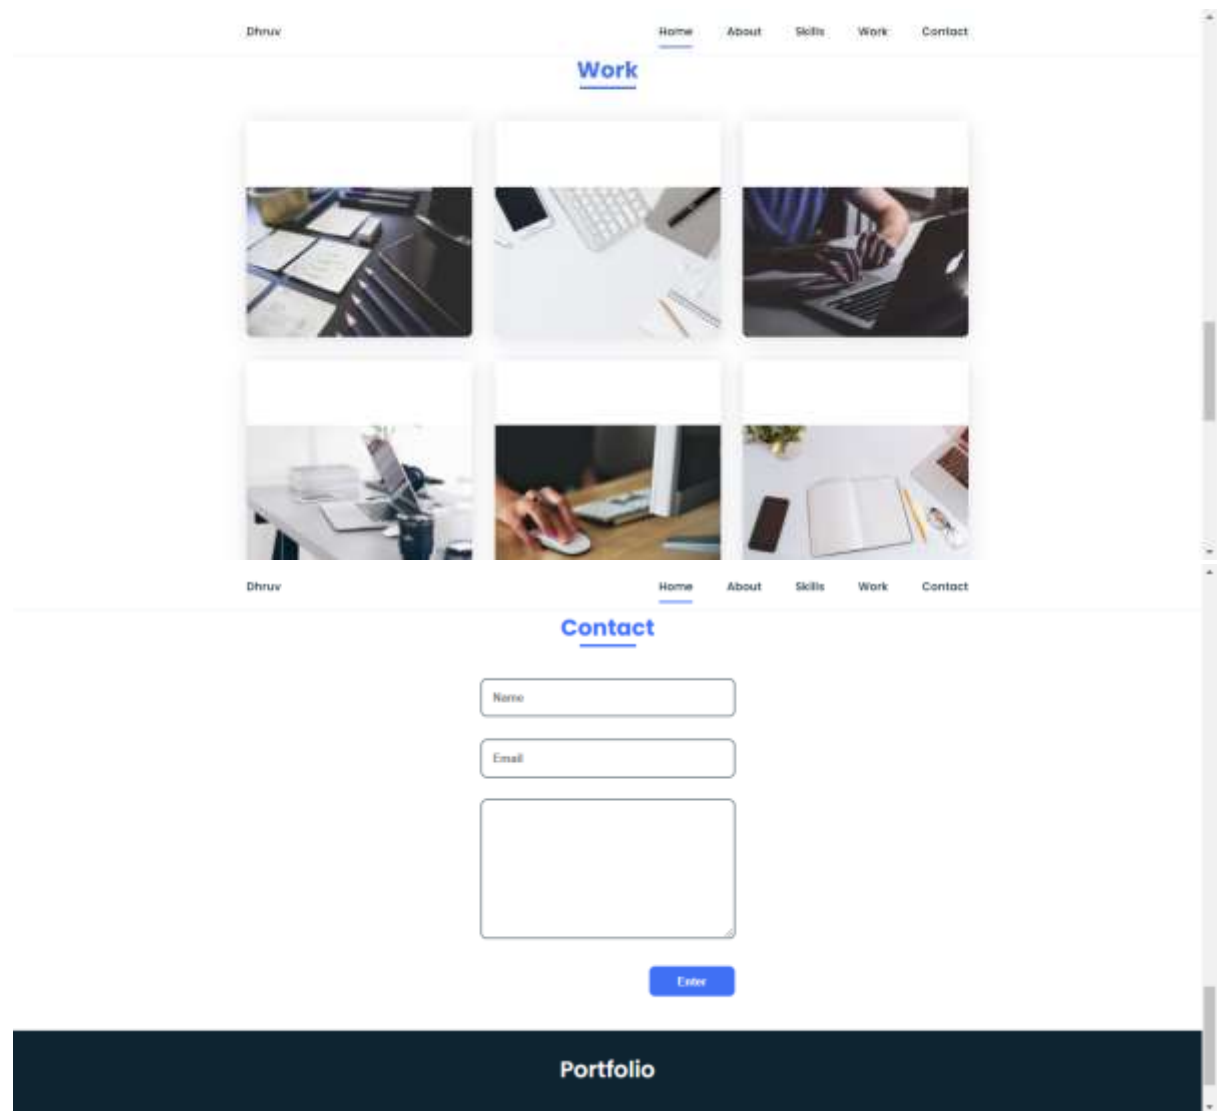 Dhruv Home About Skills Work Contact
Work
Dhruv Home About Skills Work Contact
Contact
Name
Email
Enter
Portfolio